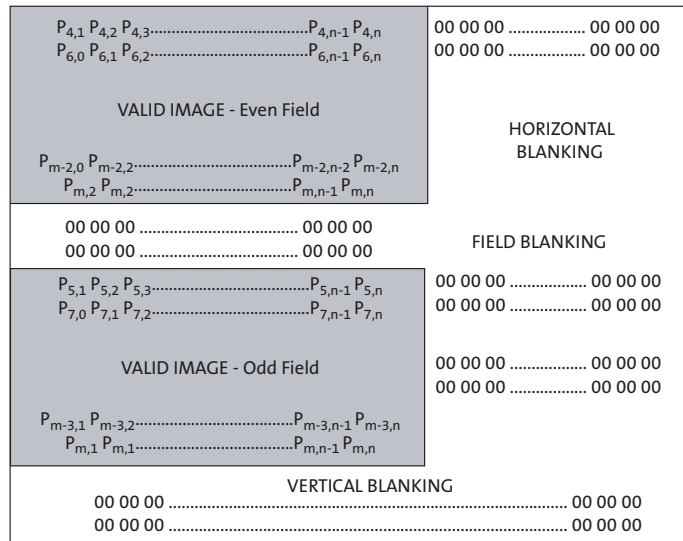 P4,1 P4,2 P4,3......................................P4,n-1 P4,n
00 00 00 ................. 00 00 00
P6,0 P6,1 P6,2......................................P6,n-1 P6,n
00 00 00 ................. 00 00 00
VALID IMAGE - Even Field
HORIZONTAL
BLANKING
Pm-2,0 Pm-2,2......................................Pm-2,n-2 Pm-2,n
Pm,2 Pm,2......................................Pm,n-1 Pm,n
00 00 00 ..................................... 00 00 00
00 00 00 ..................................... 00 00 00
FIELD BLANKING
P5,1 P5,2 P5,3......................................P5,n-1 P5,n
00 00 00 .................. 00 00 00
P7,0 P7,1 P7,2......................................P7,n-1 P7,n
00 00 00 .................. 00 00 00
VALID IMAGE - Odd Field
00 00 00 .................. 00 00 00
00 00 00 .................. 00 00 00
Pm-3,1 Pm-3,2......................................Pm-3,n-1 Pm-3,n
Pm,1 Pm,1......................................Pm,n-1 Pm,n
VERTICAL BLANKING
00 00 00 ............................................................................................... 00 00 00
00 00 00 ............................................................................................... 00 00 00